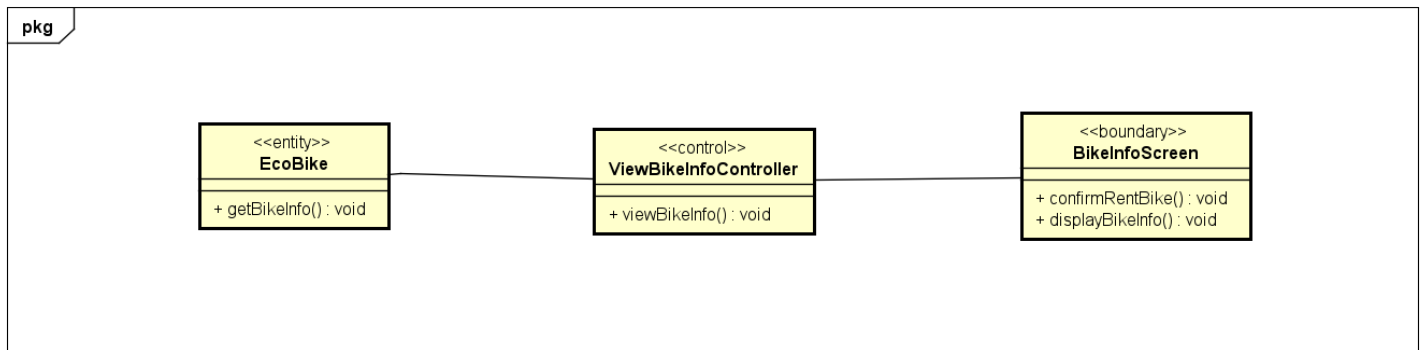 pkg
<<entity>>
EcoBike
+ getBikeInfo() : void
<<control>>
ViewBikeInfoController
+ viewBikeInfo() : void
<<boundary>>
BikeInfoScreen
+ confirmRentBike() : void
+ displayBikeInfo() : void